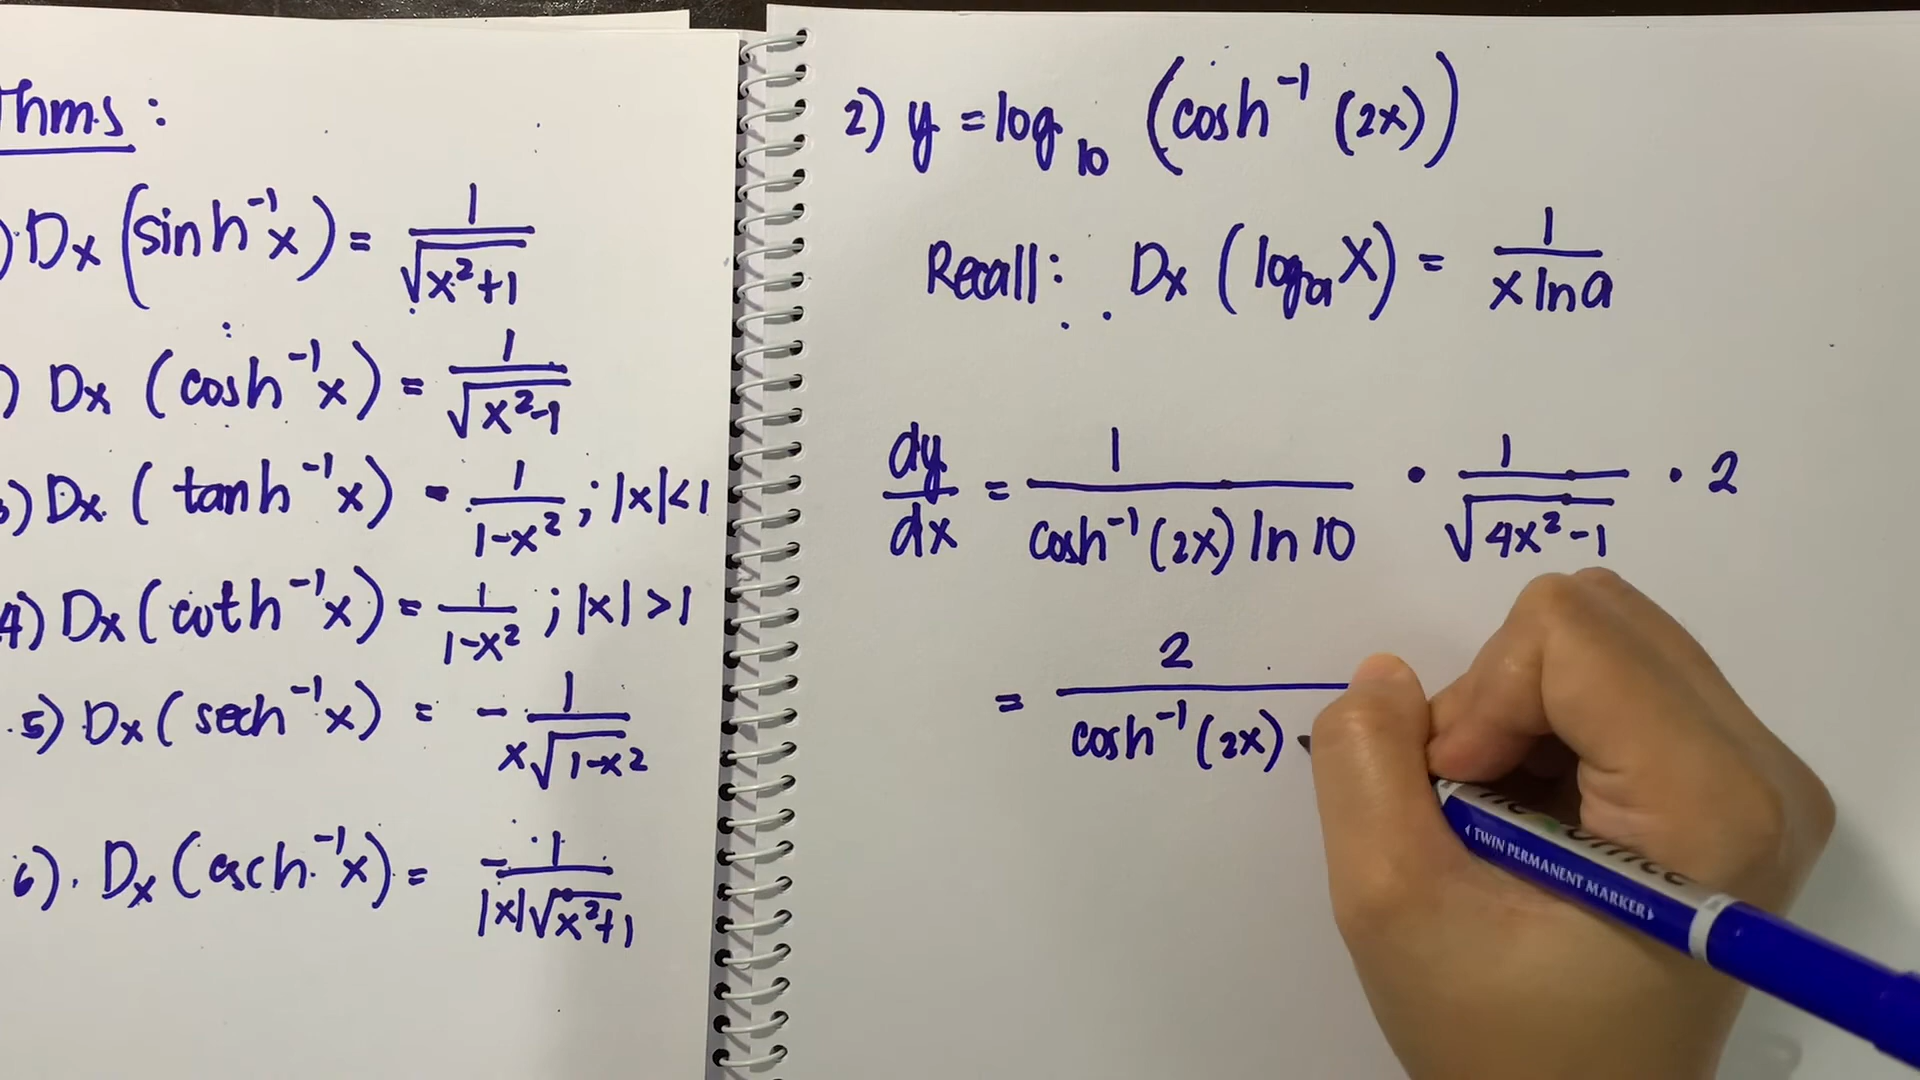 thms:
) Dx (sinh⁻¹x) = 1/√(x²+1)
) Dx (cosh⁻¹x) = 1/√(x²-1)
3) Dx (tanh⁻¹x) = 1/(1-x²) ; |x|<1
4) Dx (coth⁻¹x) = 1/(1-x²) ; |x|>1
5) Dx (sech⁻¹x) = - 1/(x√(1-x²))
6) Dx (csch⁻¹x) = -1/(|x|√(x²+1))
2) y = log₁₀ (cosh⁻¹ (2x))
Recall: Dx (logₐX) = 1/(x ln a)
dy/dx = 1/(cosh⁻¹(2x) ln 10) • 1/√(4x²-1) • 2
= 2/(cosh⁻¹(2x)
TWIN PERMANENT MARKER